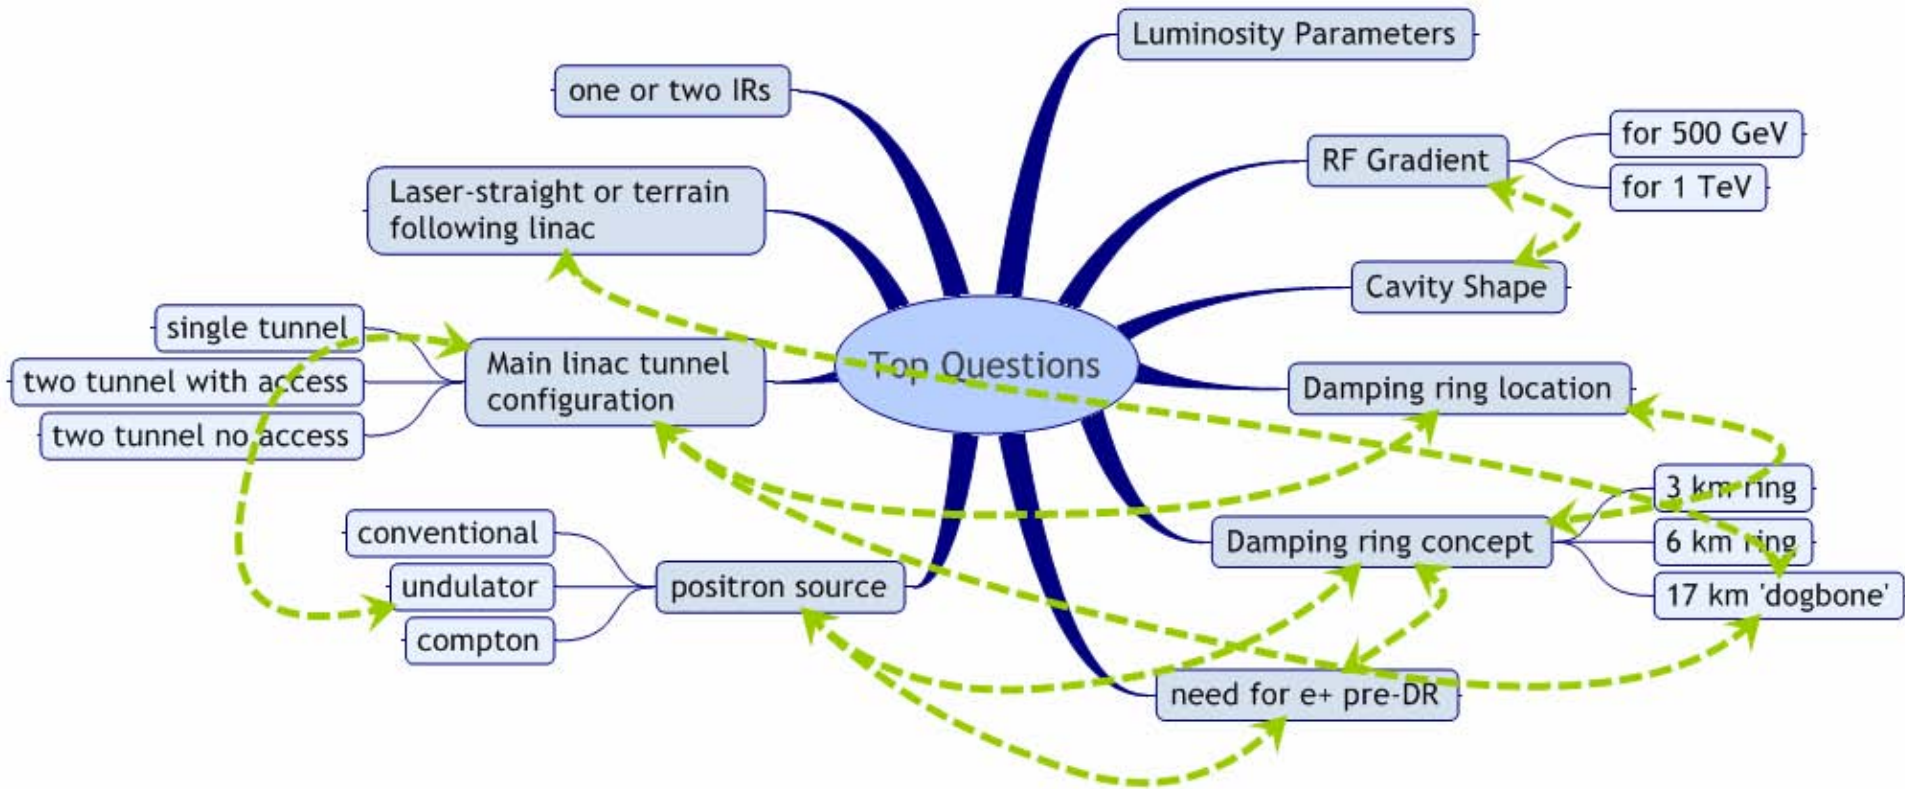 Luminosity Parameters
one or two IRs
for 500 GeV
RF Gradient
for 1 TeV
Laser-straight or terrain
following linac
Cavity Shape
single tunnel
Main linac tunnel
configuration
two tunnel with access
two tunnel no access
Top Questions
Damping ring location
3 km ring
Damping ring concept
6 km ring
17 km 'dogbone'
conventional
undulator
positron source
compton
need for e+ pre-DR